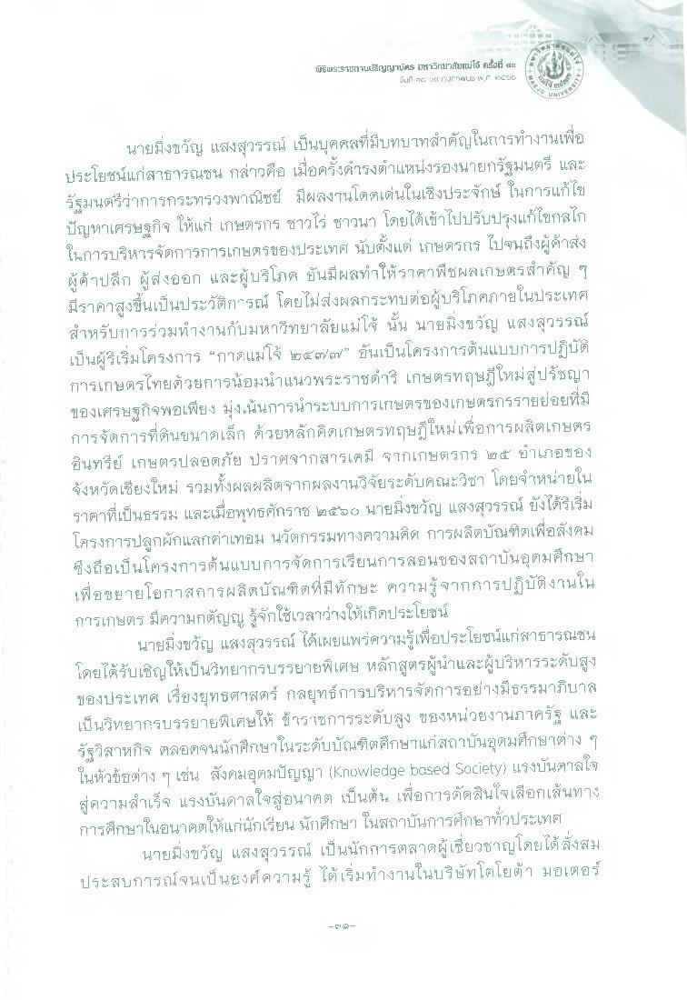 พิธีพระราชทานปริญญาบัตร มหาวิทยาลัยแม่โจ้ ครั้งที่ ๔๐
มหาวิทยาลัยแม่โจ้
MAEJO UNIVERSITY
นายมิ่งขวัญ แสงสุวรรณ์ เป็นบุคคลที่มีบทบาทสำคัญในการทำงานเพื่อ
ประโยชน์แก่สาธารณชน กล่าวคือ เมื่อครั้งดำรงตำแหน่งรองนายกรัฐมนตรี และ
รัฐมนตรีว่าการกระทรวงพาณิชย์ มีผลงานโดดเด่นในเชิงประจักษ์ ในการแก้ไข
ปัญหาเศรษฐกิจ ให้แก่ เกษตรกร ชาวไร่ ชาวนา โดยได้เข้าไปปรับปรุงแก้ไขกลไก
ในการบริหารจัดการการเกษตรของประเทศ นับตั้งแต่ เกษตรกร ไปจนถึงผู้ค้าส่ง
ผู้ค้าปลีก ผู้ส่งออก และผู้บริโภค อันมีผลทำให้ราคาพืชผลเกษตรสำคัญ ๆ
มีราคาสูงขึ้นเป็นประวัติการณ์ โดยไม่ส่งผลกระทบต่อผู้บริโภคภายในประเทศ
สำหรับการร่วมทำงานกับมหาวิทยาลัยแม่โจ้ นั้น นายมิ่งขวัญ แสงสุวรรณ์
เป็นผู้ริเริ่มโครงการ “กาดแม่โจ้ ๒๔๗๗” อันเป็นโครงการต้นแบบการปฏิบัติ
การเกษตรไทยด้วยการน้อมนำแนวพระราชดำริ เกษตรทฤษฎีใหม่สู่ปรัชญา
ของเศรษฐกิจพอเพียง มุ่งเน้นการนำระบบการเกษตรของเกษตรกรรายย่อยที่มี
การจัดการที่ดินขนาดเล็ก ด้วยหลักคิดเกษตรทฤษฎีใหม่เพื่อการผลิตเกษตร
อินทรีย์ เกษตรปลอดภัย ปราศจากสารเคมี จากเกษตรกร ๒๕ อำเภอของ
จังหวัดเชียงใหม่ รวมทั้งผลผลิตจากผลงานวิจัยระดับคณะวิชา โดยจำหน่ายใน
ราคาที่เป็นธรรม และเมื่อพุทธศักราช ๒๕๖๐ นายมิ่งขวัญ แสงสุวรรณ์ ยังได้ริเริ่ม
โครงการปลูกผักแลกค่าเทอม นวัตกรรมทางความคิด การผลิตบัณฑิตเพื่อสังคม
ซึ่งถือเป็นโครงการต้นแบบการจัดการเรียนการสอนของสถาบันอุดมศึกษา
เพื่อขยายโอกาสการผลิตบัณฑิตที่มีทักษะ ความรู้จากการปฏิบัติงานใน
การเกษตร มีความกตัญญู รู้จักใช้เวลาว่างให้เกิดประโยชน์
นายมิ่งขวัญ แสงสุวรรณ์ ได้เผยแพร่ความรู้เพื่อประโยชน์แก่สาธารณชน
โดยได้รับเชิญให้เป็นวิทยากรบรรยายพิเศษ หลักสูตรผู้นำและผู้บริหารระดับสูง
ของประเทศ เรื่องยุทธศาสตร์ กลยุทธ์การบริหารจัดการอย่างมีธรรมาภิบาล
เป็นวิทยากรบรรยายพิเศษให้ ข้าราชการระดับสูง ของหน่วยงานภาครัฐ และ
รัฐวิสาหกิจ ตลอดจนนักศึกษาในระดับบัณฑิตศึกษาแก่สถาบันอุดมศึกษาต่าง ๆ
ในหัวข้อต่าง ๆ เช่น สังคมอุดมปัญญา (Knowledge based Society) แรงบันดาลใจ
สู่ความสำเร็จ แรงบันดาลใจสู่อนาคต เป็นต้น เพื่อการตัดสินใจเลือกเส้นทาง
การศึกษาในอนาคตให้แก่นักเรียน นักศึกษา ในสถาบันการศึกษาทั่วประเทศ
นายมิ่งขวัญ แสงสุวรรณ์ เป็นนักการตลาดผู้เชี่ยวชาญโดยได้สั่งสม
ประสบการณ์จนเป็นองค์ความรู้ ได้เริ่มทำงานในบริษัทโตโยต้า มอเตอร์
-๓๑-